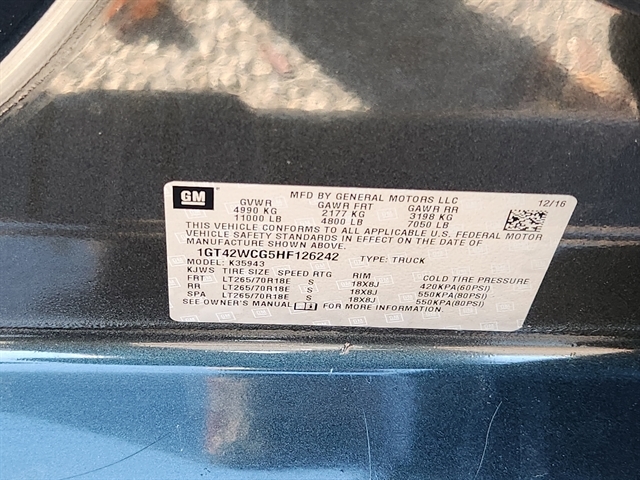 GM
MFD BY GENERAL MOTORS LLC
12/16
GVWR GAWR FRT GAWR RR
4990 KG 2177 KG 3198 KG
11000 LB 4800 LB 7050 LB
THIS VEHICLE CONFORMS TO ALL APPLICABLE U.S. FEDERAL MOTOR
VEHICLE SAFETY STANDARDS IN EFFECT ON THE DATE OF
MANUFACTURE SHOWN ABOVE.
1GT42WCG5HF126242 TYPE: TRUCK
MODEL: K35943
KJWS TIRE SIZE SPEED RTG RIM COLD TIRE PRESSURE
FRT LT265/70R18E S 18X8J 420KPA(60PSI)
RR LT265/70R18E S 18X8J 550KPA(80PSI)
SPA LT265/70R18E S 18X8J 550KPA(80PSI)
SEE OWNER'S MANUAL FOR MORE INFORMATION.